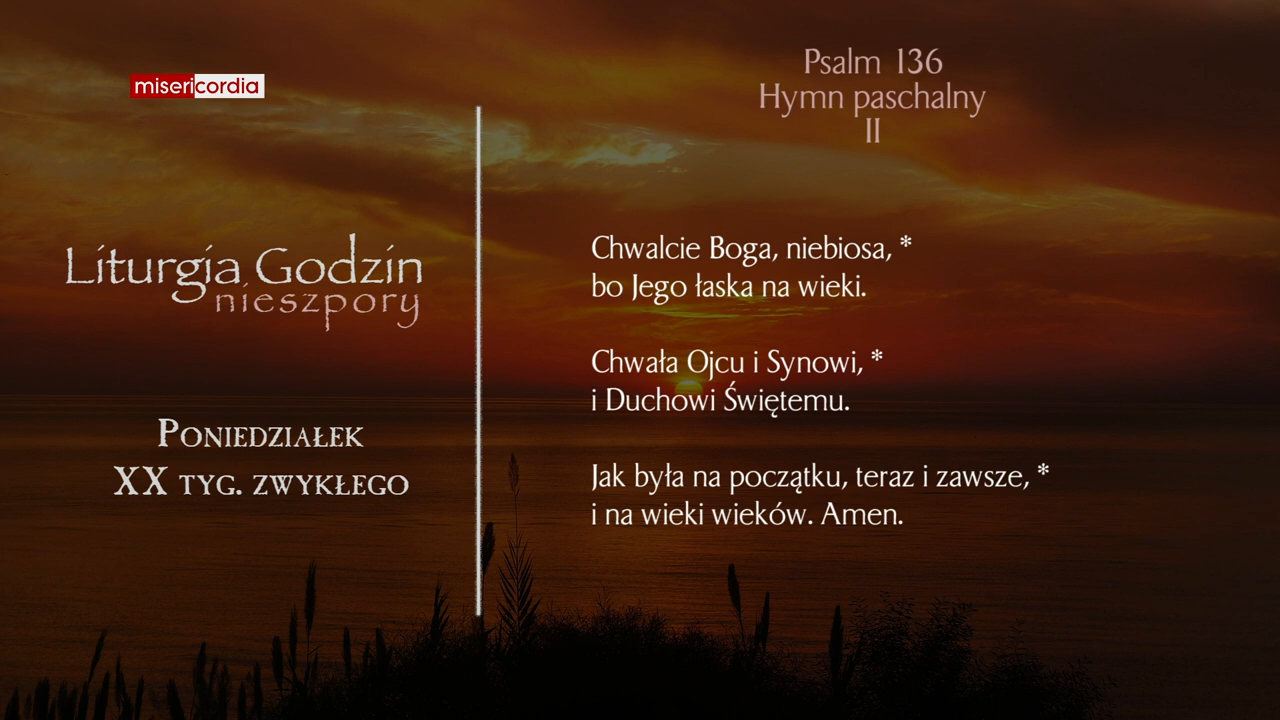 misericordia
Liturgia Godzin
nieszpory
Poniedziałek
XX tyg. zwykłego
Psalm 136
Hymn paschalny
II
Chwalcie Boga, niebiosa, *
bo Jego łaska na wieki.
Chwała Ojcu i Synowi, *
i Duchowi Świętemu.
Jak była na początku, teraz i zawsze, *
i na wieki wieków. Amen.